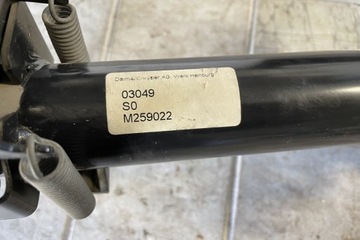 DaimlerChrysler AG, Werk Hamburg
03049
S0
M259022